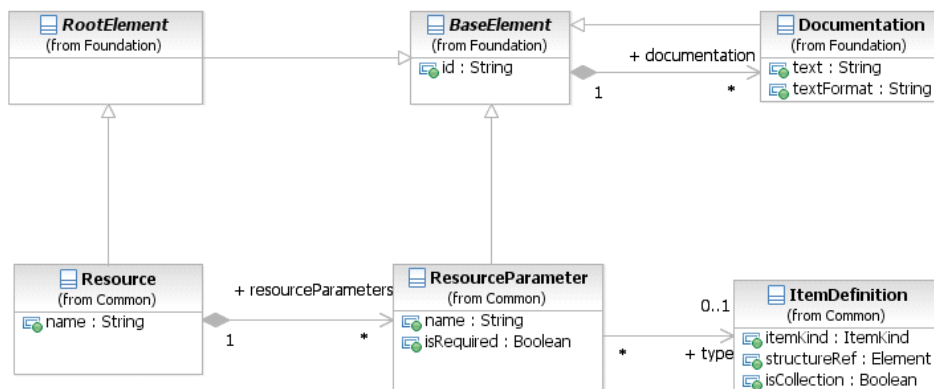 RootElement
(from Foundation)
BaseElement
(from Foundation)
id : String
Documentation
(from Foundation)
text : String
textFormat : String
+ documentation
1
*
Resource
(from Common)
name : String
+ resourceParameters
1
*
ResourceParameter
(from Common)
name : String
isRequired : Boolean
0..1
*
+ type
ItemDefinition
(from Common)
itemKind : ItemKind
structureRef : Element
isCollection : Boolean